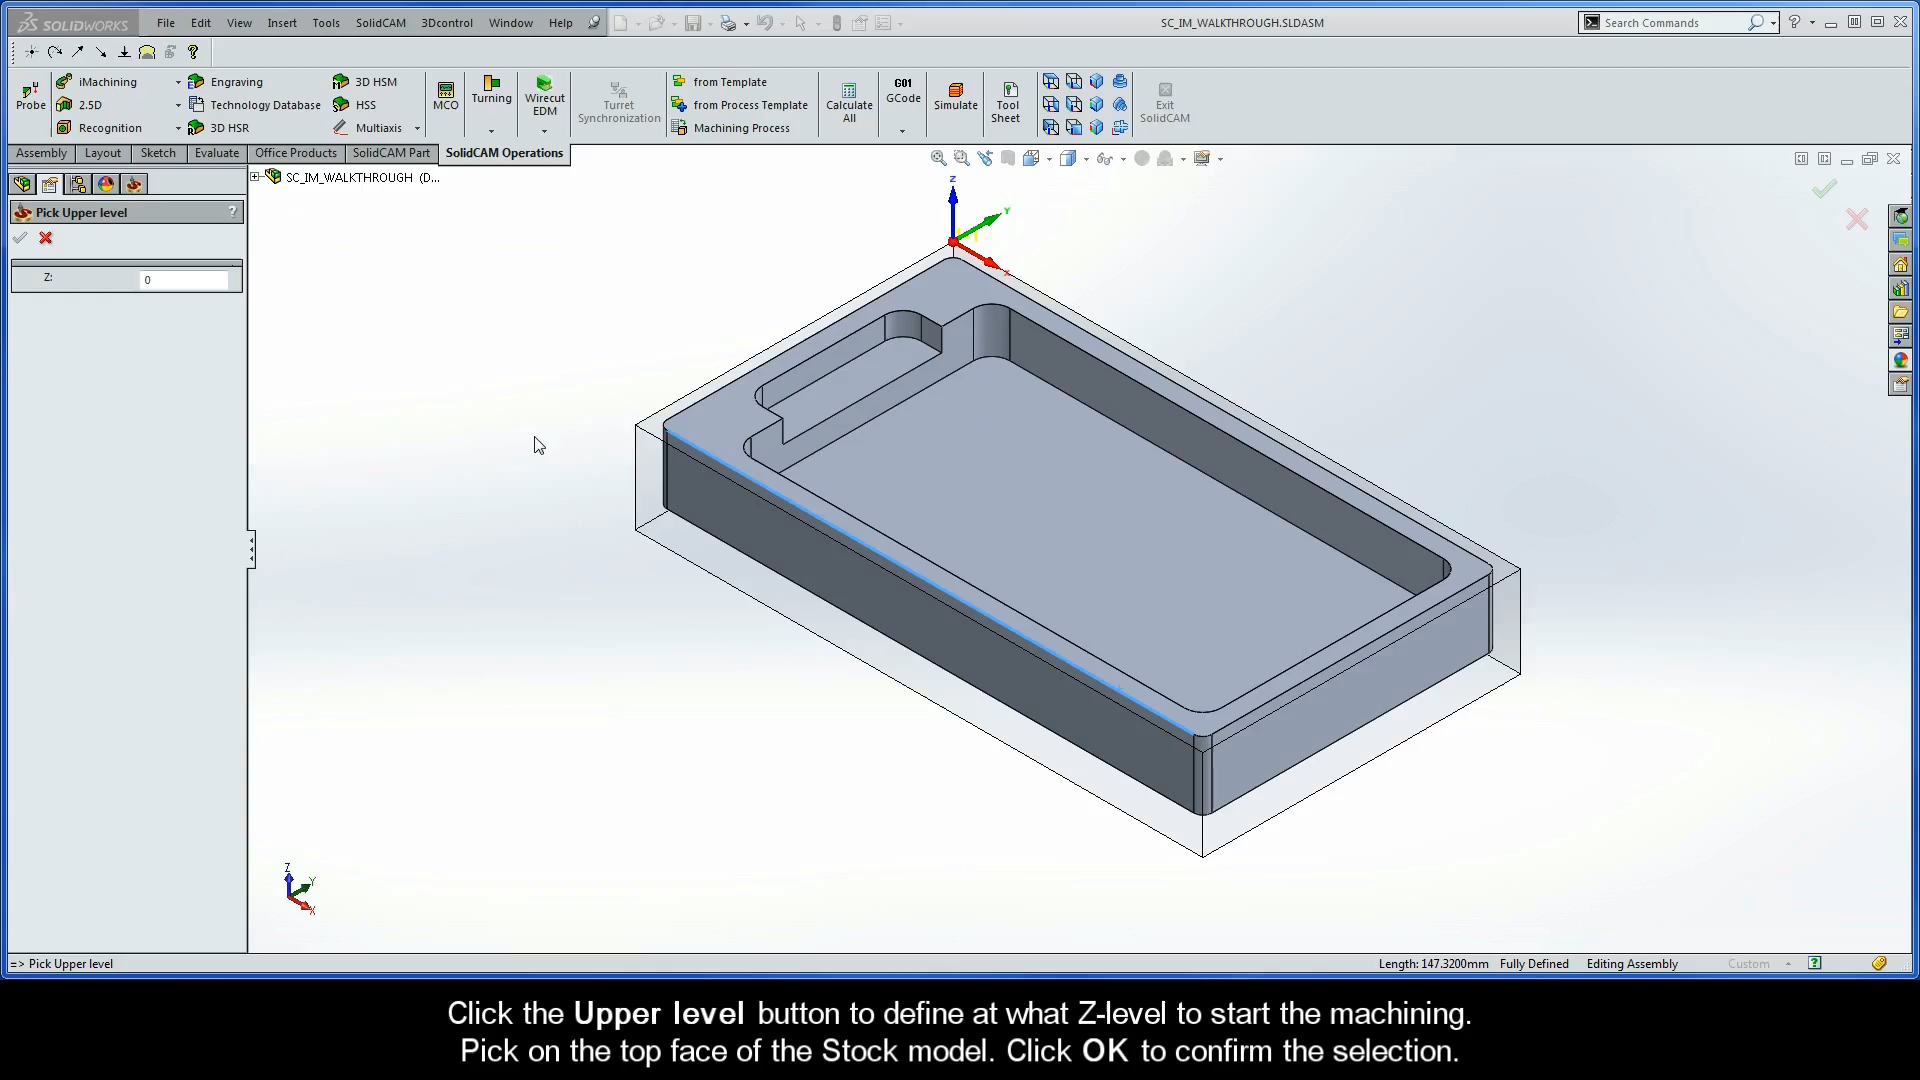 SOLIDWORKS File Edit View Insert Tools SolidCAM 3Dcontrol Window Help SC_IM_WALKTHROUGH.SLDASM Search Commands
Probe
iMachining
2.5D
Recognition
Engraving
Technology Database
3D HSR
3D HSM
HSS
Multiaxis
MCO
Turning
Wirecut
EDM
Turret
Synchronization
from Template
from Process Template
Machining Process
Calculate
All
G01
GCode
Simulate
Tool
Sheet
Exit
SolidCAM
Assembly Layout Sketch Evaluate Office Products SolidCAM Part SolidCAM Operations
SC_IM_WALKTHROUGH (D...
Pick Upper level ?
Z: 0
Z
Y
X
Z
Y
X
=> Pick Upper level Length: 147.3200mm Fully Defined Editing Assembly Custom
Click the Upper level button to define at what Z-level to start the machining.
Pick on the top face of the Stock model. Click OK to confirm the selection.